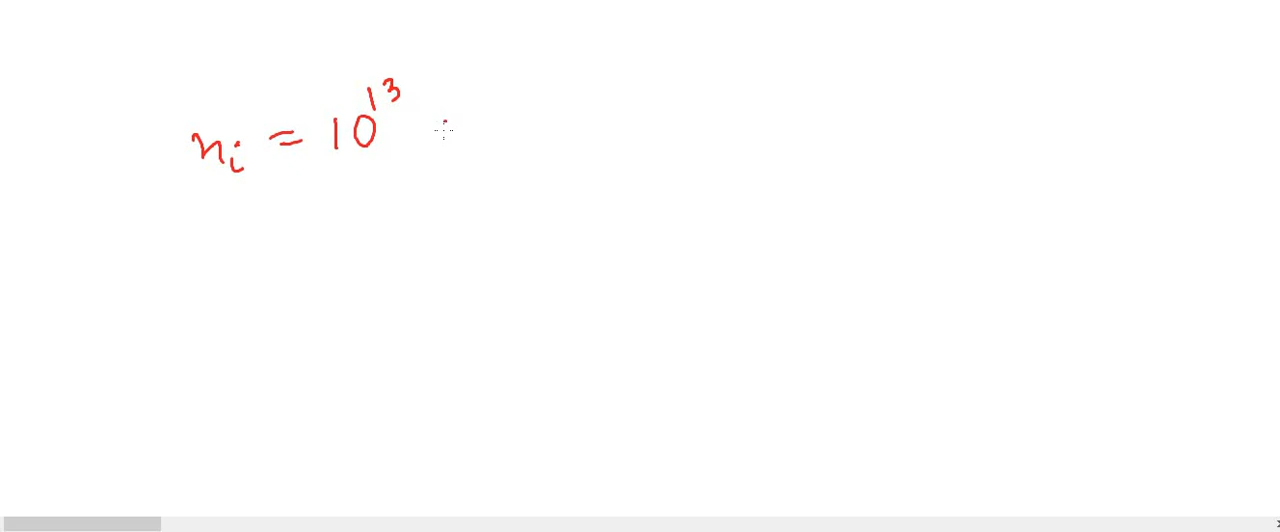 nᵢ = 10¹³